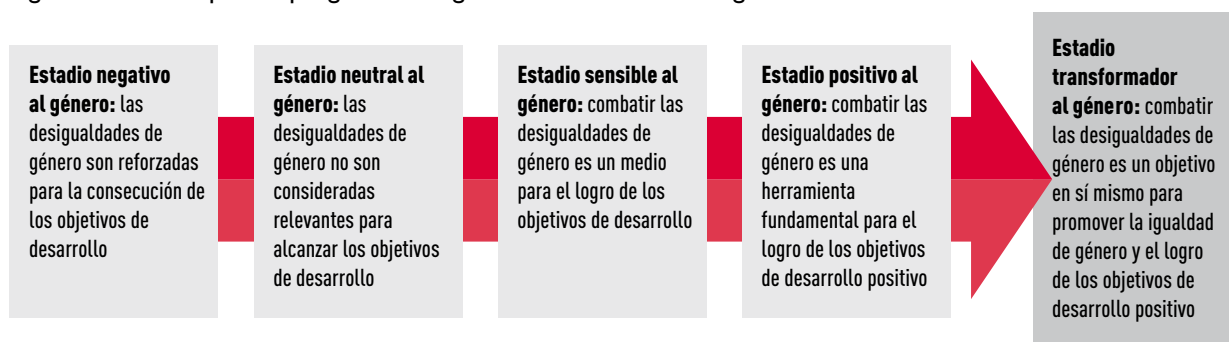 Estadio negativo
al género: las
desigualdades de
género son reforzadas
para la consecución de
los objetivos de
desarrollo
Estadio neutral al
género: las
desigualdades de
género no son
consideradas
relevantes para
alcanzar los objetivos
de desarrollo
Estadio sensible al
género: combatir las
desigualdades de
género es un medio
para el logro de los
objetivos de desarrollo
Estadio positivo al
género: combatir las
desigualdades de
género es una
herramienta
fundamental para el
logro de los objetivos
de desarrollo positivo
Estadio
transformador
al género: combatir
las desigualdades de
género es un objetivo
en sí mismo para
promover la igualdad
de género y el logro
de los objetivos de
desarrollo positivo